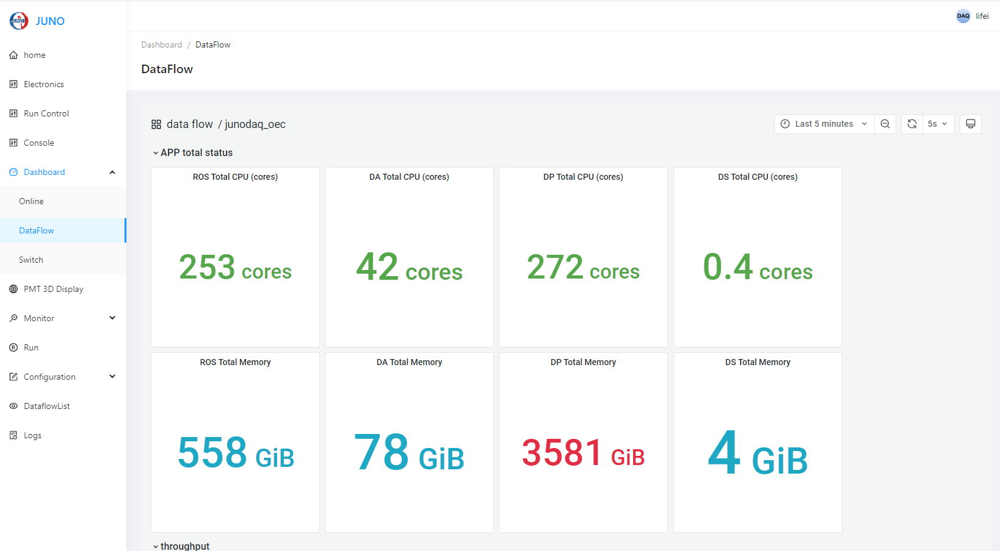 JUNO
DAQ lifei
home
Electronics
Run Control
Console
Dashboard
Online
DataFlow
Switch
PMT 3D Display
Monitor
Run
Configuration
DataflowList
Logs
Dashboard / DataFlow
DataFlow
data flow / junodaq_oec
Last 5 minutes
5s
APP total status
ROS Total CPU (cores)
253 cores
DA Total CPU (cores)
42 cores
DP Total CPU (cores)
272 cores
DS Total CPU (cores)
0.4 cores
ROS Total Memory
558 GiB
DA Total Memory
78 GiB
DP Total Memory
3581 GiB
DS Total Memory
4 GiB
throughput